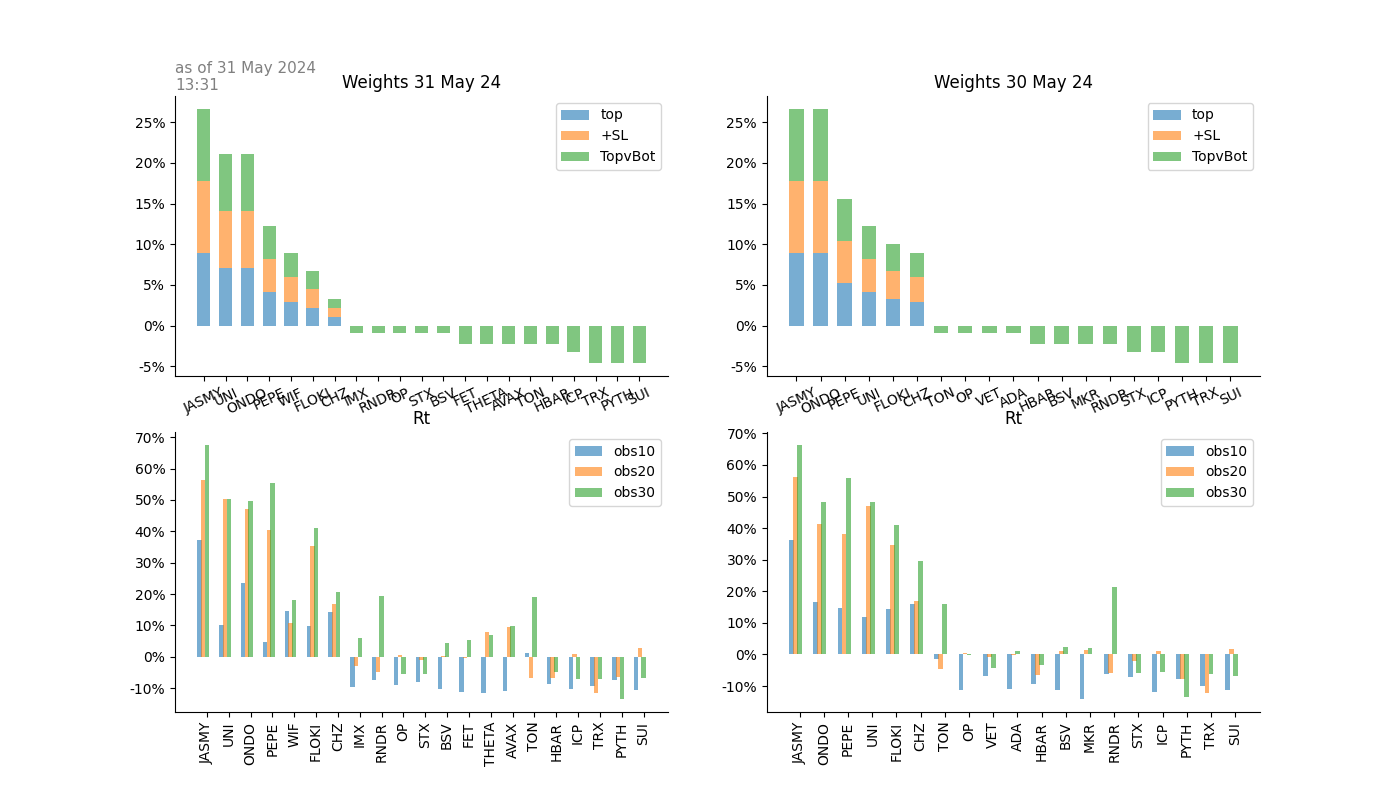 as of 31 May 2024
13:31
Weights 31 May 24
25%
20%
15%
10%
5%
0%
-5%
top
+SL
TopvBot
JASMY UNI ONDO PEPE WIF FLOKI CHZ IMX RNDR OP STX BSV FET THETA AVAX TON HBAR ICP TRX PYTH SUI
Weights 30 May 24
25%
20%
15%
10%
5%
0%
-5%
top
+SL
TopvBot
JASMY ONDO PEPE UNI FLOKI CHZ TON OP VET ADA HBAR BSV MKR RNDR STX ICP PYTH TRX SUI
Rt
70%
60%
50%
40%
30%
20%
10%
0%
-10%
obs10
obs20
obs30
JASMY UNI ONDO PEPE WIF FLOKI CHZ IMX RNDR OP STX BSV FET THETA AVAX TON HBAR ICP TRX PYTH SUI
Rt
70%
60%
50%
40%
30%
20%
10%
0%
-10%
obs10
obs20
obs30
JASMY ONDO PEPE UNI FLOKI CHZ TON OP VET ADA HBAR BSV MKR RNDR STX ICP PYTH TRX SUI